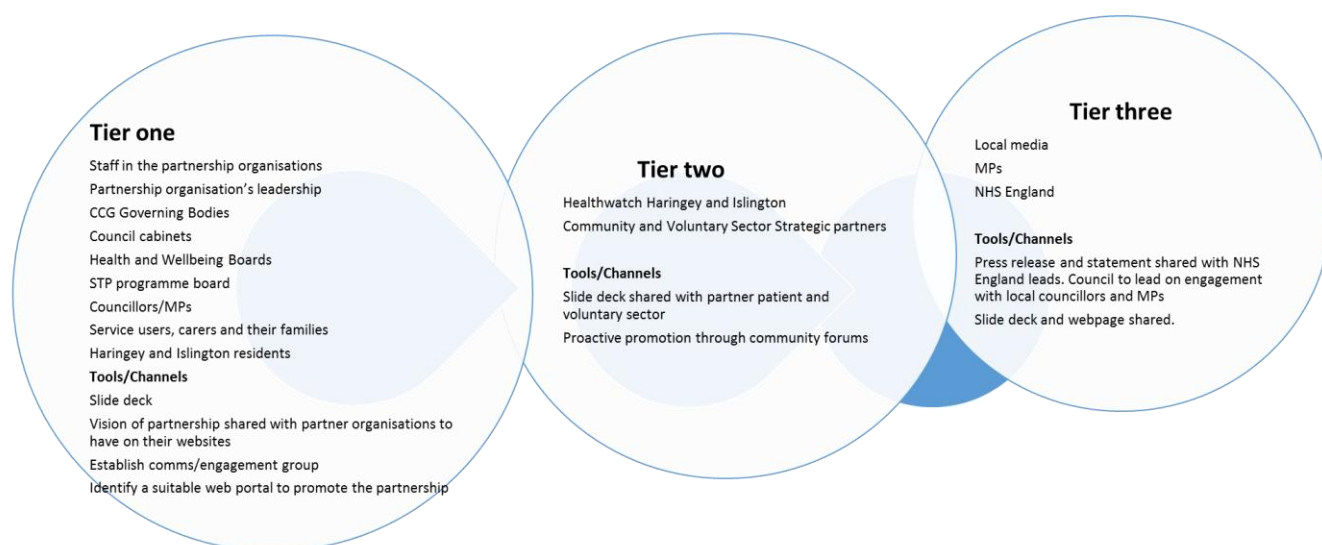 Tier one
Staff in the partnership organisations
Partnership organisation's leadership
CCG Governing Bodies
Council cabinets
Health and Wellbeing Boards
STP programme board
Councillors/MPs
Service users, carers and their families
Haringey and Islington residents
Tools/Channels
Slide deck
Vision of partnership shared with partner organisations to
have on their websites
Establish comms/engagement group
Identify a suitable web portal to promote the partnership
Tier two
Healthwatch Haringey and Islington
Community and Voluntary Sector Strategic partners
Tools/Channels
Slide deck shared with partner patient and
voluntary sector
Proactive promotion through community forums
Tier three
Local media
MPs
NHS England
Tools/Channels
Press release and statement shared with NHS
England leads. Council to lead on engagement
with local councillors and MPs
Slide deck and webpage shared.